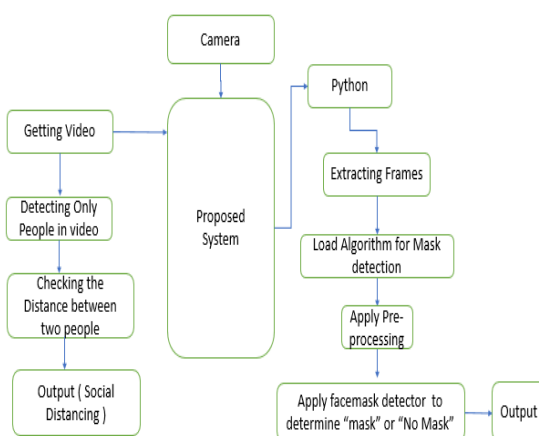 Camera
Python
Getting Video
Extracting Frames
Detecting Only
People in video
Proposed
System
Load Algorithm for Mask
detection
Checking the
Distance between
two people
Apply Pre-
processing
Output ( Social
Distancing )
Apply facemask detector to
determine “mask” or “No Mask”
Output